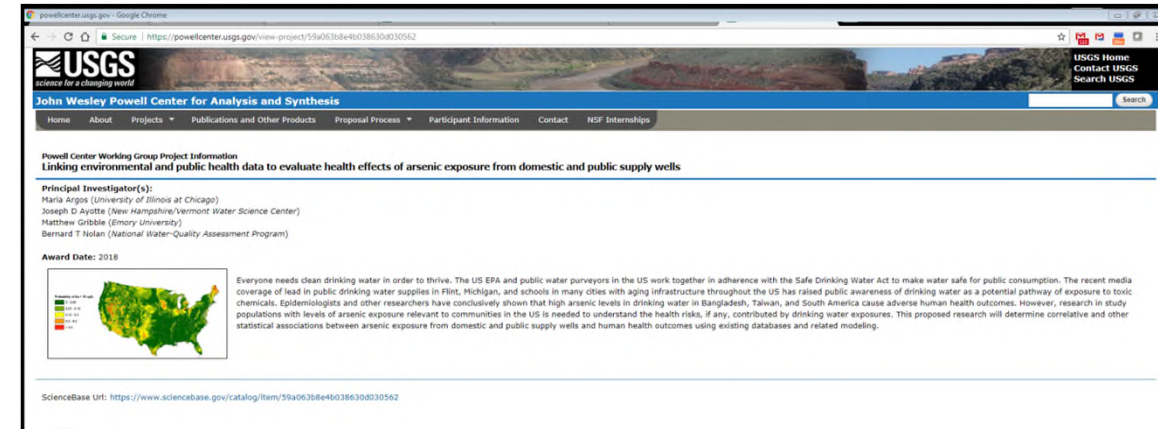 powellcenter.usgs.gov - Google Chrome
Secure | https://powellcenter.usgs.gov/view-project/59a063b8e4b038630d030562
USGS
science for a changing world
USGS Home
Contact USGS
Search USGS
John Wesley Powell Center for Analysis and Synthesis
Search
Home About Projects Publications and Other Products Proposal Process Participant Information Contact NSF Internships
Powell Center Working Group Project Information
Linking environmental and public health data to evaluate health effects of arsenic exposure from domestic and public supply wells
Principal Investigator(s):
Maria Argos (University of Illinois at Chicago)
Joseph D Ayotte (New Hampshire/Vermont Water Science Center)
Matthew Gribble (Emory University)
Bernard T Nolan (National Water-Quality Assessment Program)
Award Date: 2018
Everyone needs clean drinking water in order to thrive. The US EPA and public water purveyors in the US work together in adherence with the Safe Drinking Water Act to make water safe for public consumption. The recent media
coverage of lead in public drinking water supplies in Flint, Michigan, and schools in many cities with aging infrastructure throughout the US has raised public awareness of drinking water as a potential pathway of exposure to toxic
chemicals. Epidemiologists and other researchers have conclusively shown that high arsenic levels in drinking water in Bangladesh, Taiwan, and South America cause adverse human health outcomes. However, research in study
populations with levels of arsenic exposure relevant to communities in the US is needed to understand the health risks, if any, contributed by drinking water exposures. This proposed research will determine correlative and other
statistical associations between arsenic exposure from domestic and public supply wells and human health outcomes using existing databases and related modeling.
ScienceBase Url: https://www.sciencebase.gov/catalog/item/59a063b8e4b038630d030562